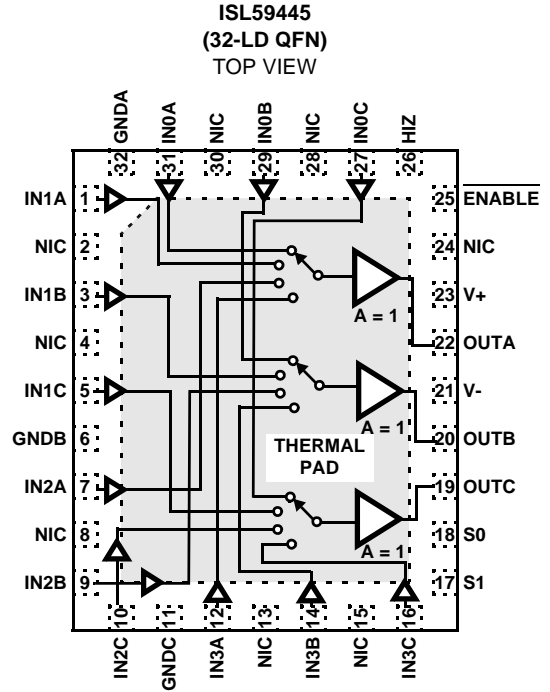 ISL59445
(32-LD QFN)
TOP VIEW
GNDA
IN0A
NIC
IN0B
NIC
IN0C
HIZ
32
31
30
29
28
27
26
IN1A 1
25 ENABLE
NIC 2
24 NIC
IN1B 3
23 V+
A = 1
NIC 4
22 OUTA
IN1C 5
21 V-
GNDB 6
A = 1
20 OUTB
THERMAL
PAD
IN2A 7
19 OUTC
NIC 8
18 S0
A = 1
IN2B 9
17 S1
10
11
12
13
14
15
16
IN2C
GNDC
IN3A
NIC
IN3B
NIC
IN3C